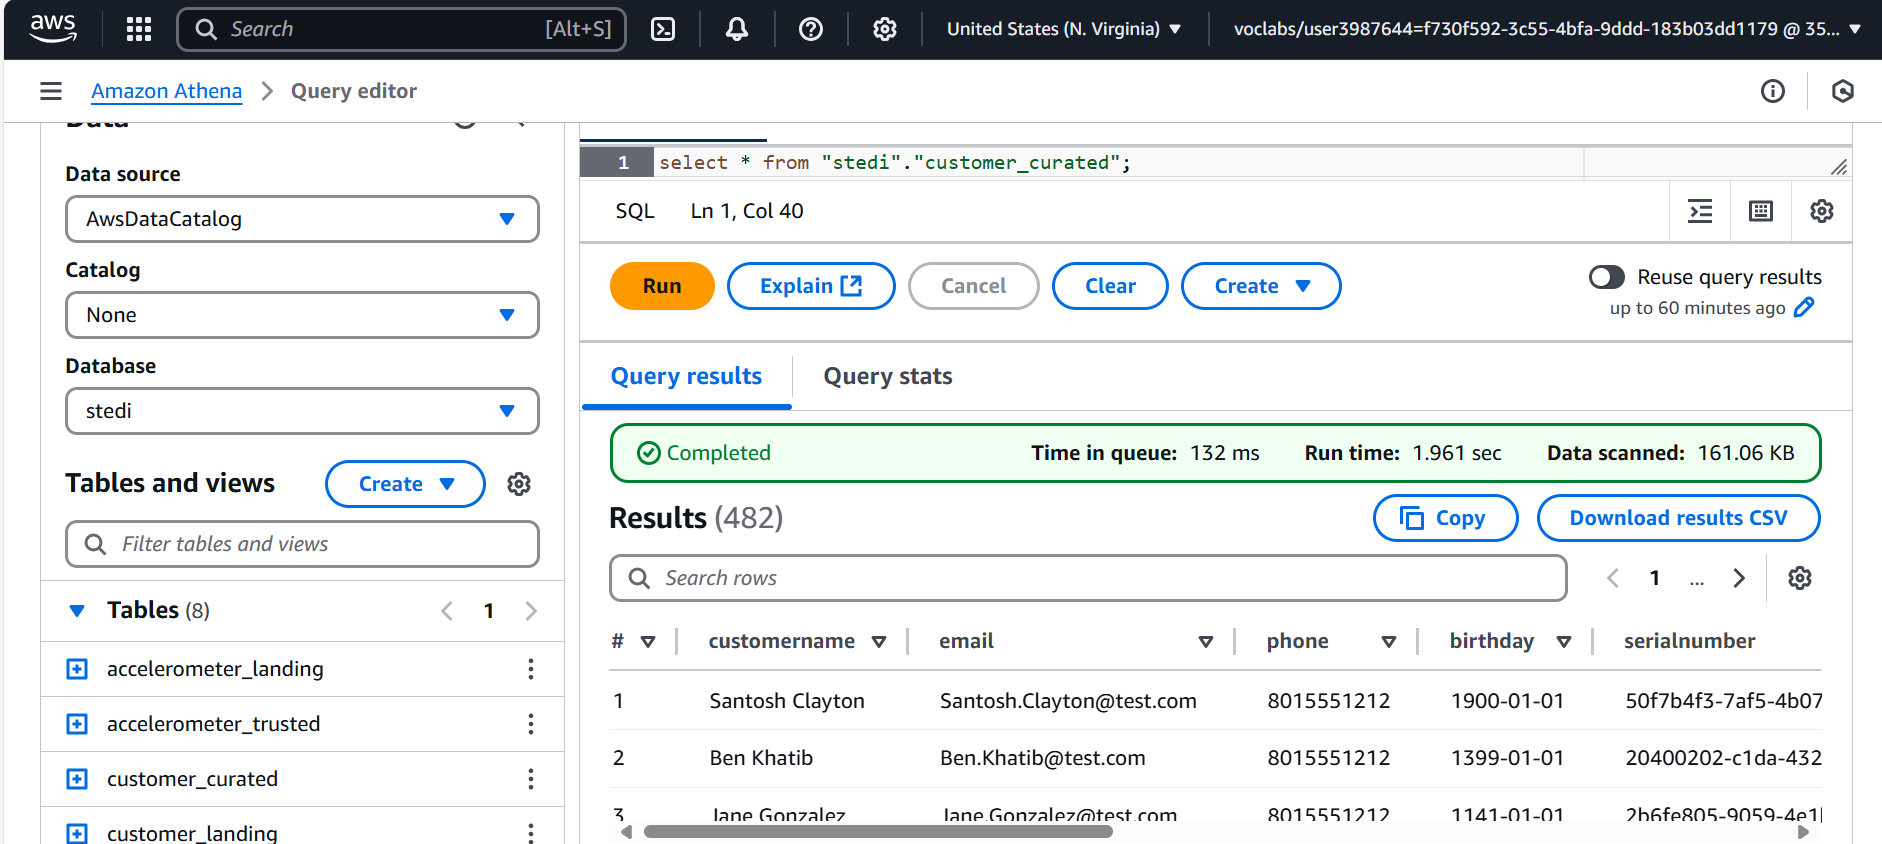 aws
Search [Alt+S]
United States (N. Virginia)
voclabs/user3987644=f730f592-3c55-4bfa-9ddd-183b03dd1179 @ 35...
Amazon Athena > Query editor
Data
Data source
AwsDataCatalog
Catalog
None
Database
stedi
Tables and views
Create
Filter tables and views
Tables (8)
1
accelerometer_landing
accelerometer_trusted
customer_curated
customer_landing
1 select * from "stedi"."customer_curated";
SQL Ln 1, Col 40
Run Explain Cancel Clear Create
Reuse query results
up to 60 minutes ago
Query results Query stats
Completed Time in queue: 132 ms Run time: 1.961 sec Data scanned: 161.06 KB
Results (482) Copy Download results CSV
Search rows 1 ...
# customername email phone birthday serialnumber
1 Santosh Clayton Santosh.Clayton@test.com 8015551212 1900-01-01 50f7b4f3-7af5-4b07
2 Ben Khatib Ben.Khatib@test.com 8015551212 1399-01-01 20400202-c1da-432
3 Jane Gonzalez Jane.Gonzalez@test.com 8015551212 1141-01-01 2b6fe805-9059-4e1